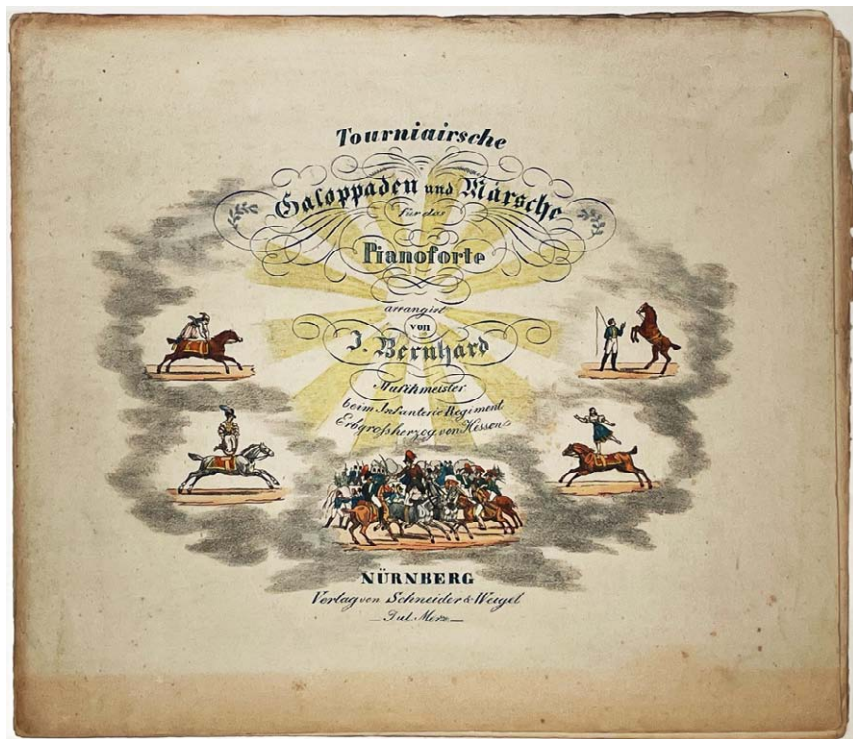 Tourniairsche
Galoppaden und Märsche
für das
Pianoforte
arrangirt
von
J. Bernhard
beim Infanterie Regiment
Erbgroßherzog von Hessen
NÜRNBERG
Verlag von Schneider & Weigel